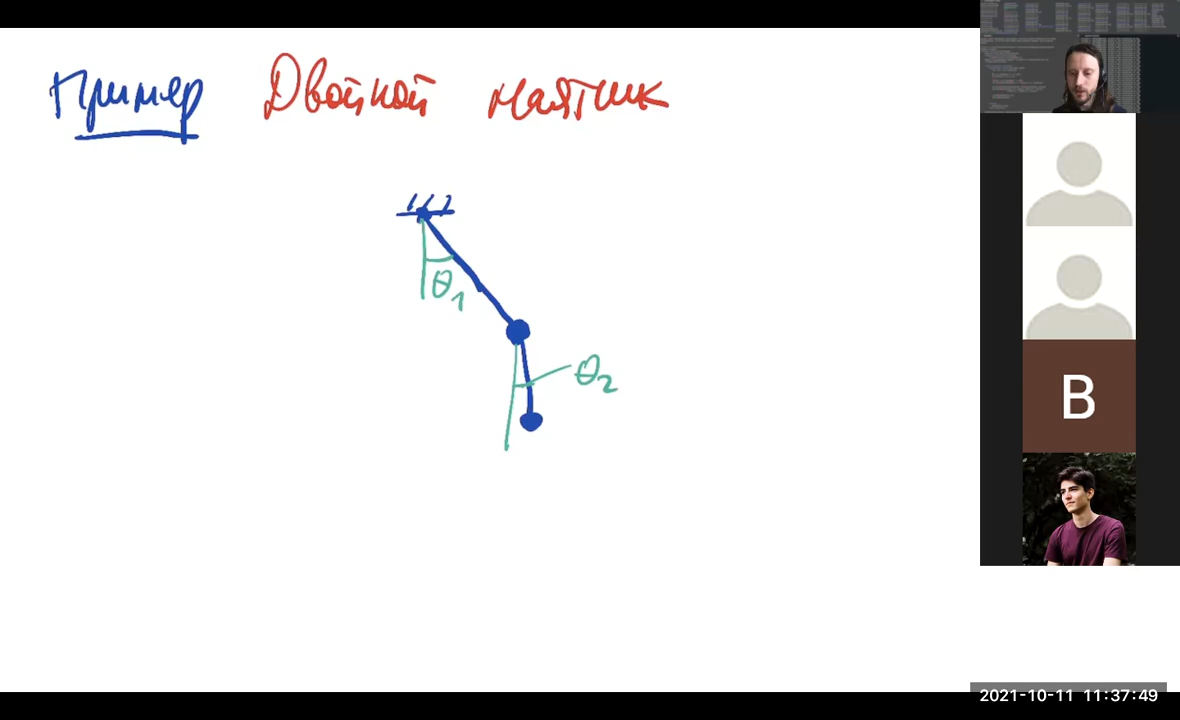 Пример Двойной маятник
θ₁
θ₂
B
2021-10-11 11:37:49